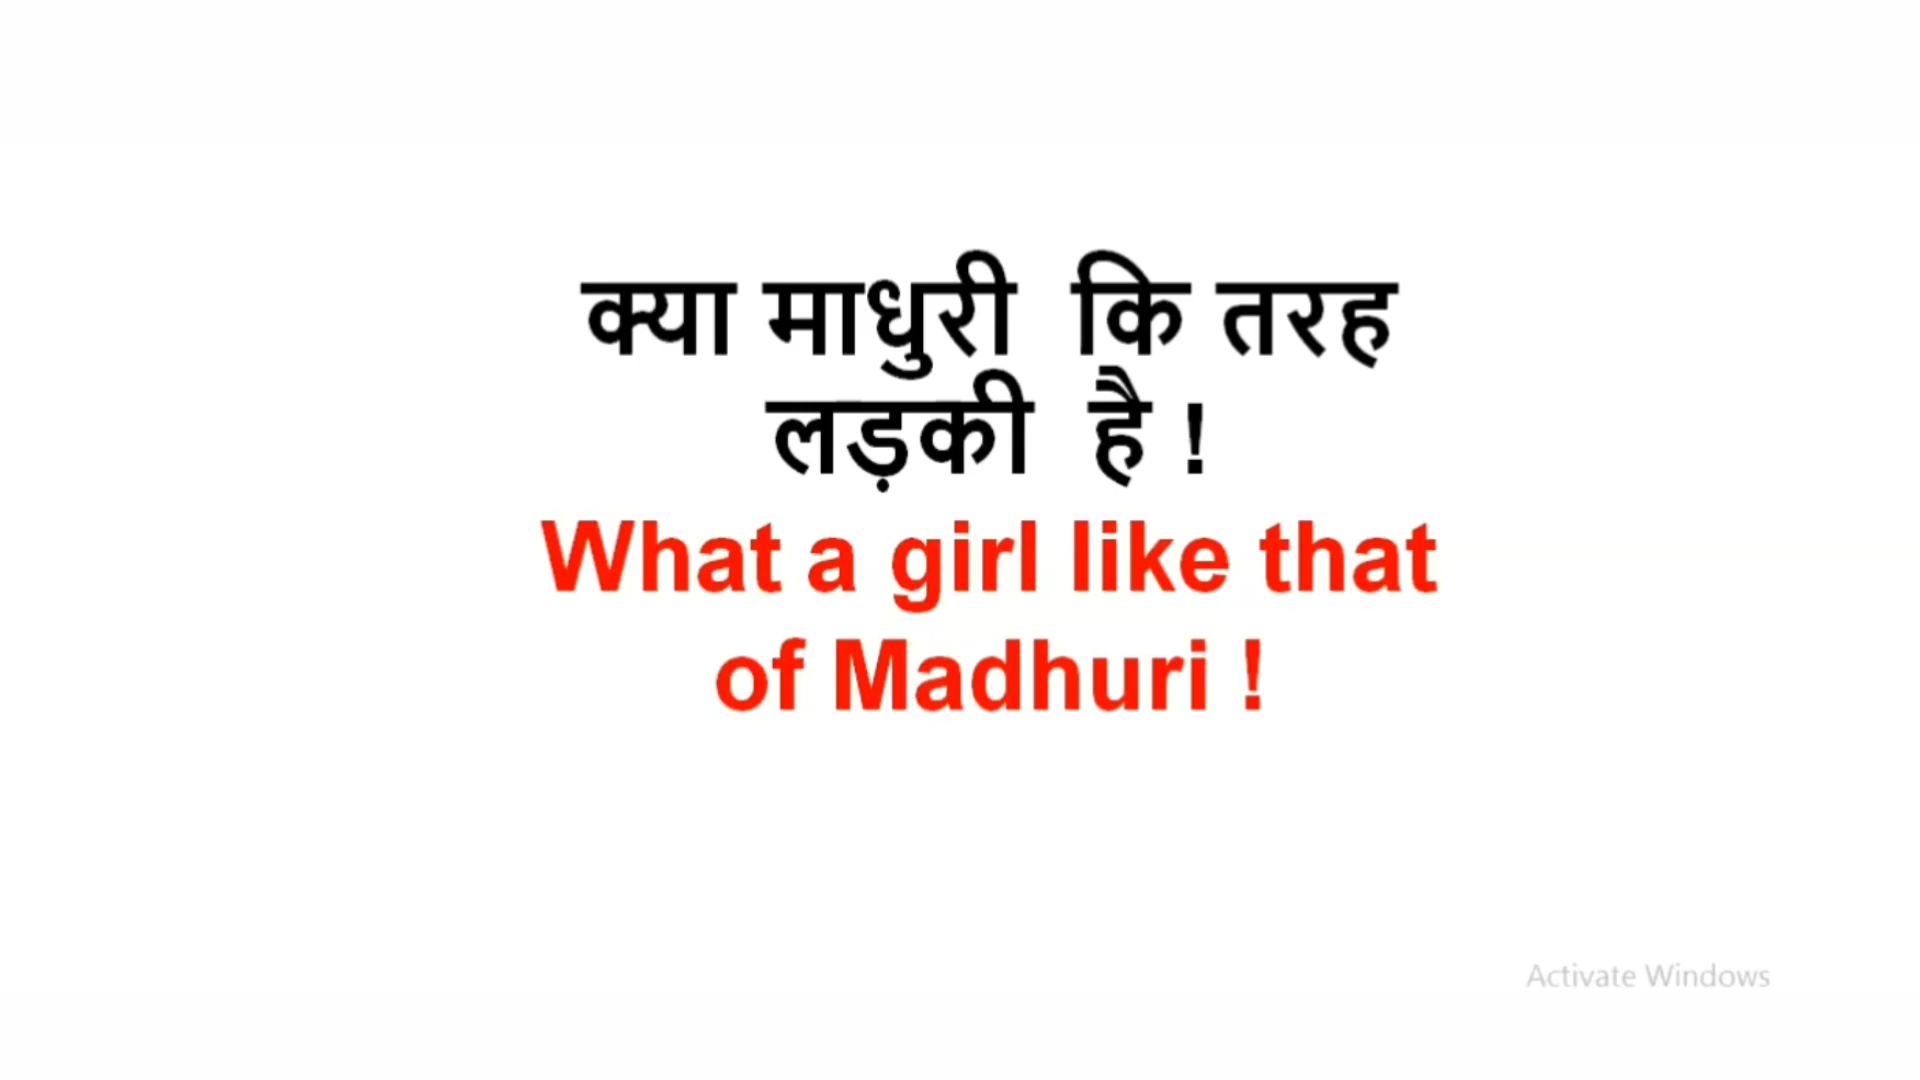 क्या माधुरी कि तरह
लड़की है !
What a girl like that
of Madhuri !
Activate Windows